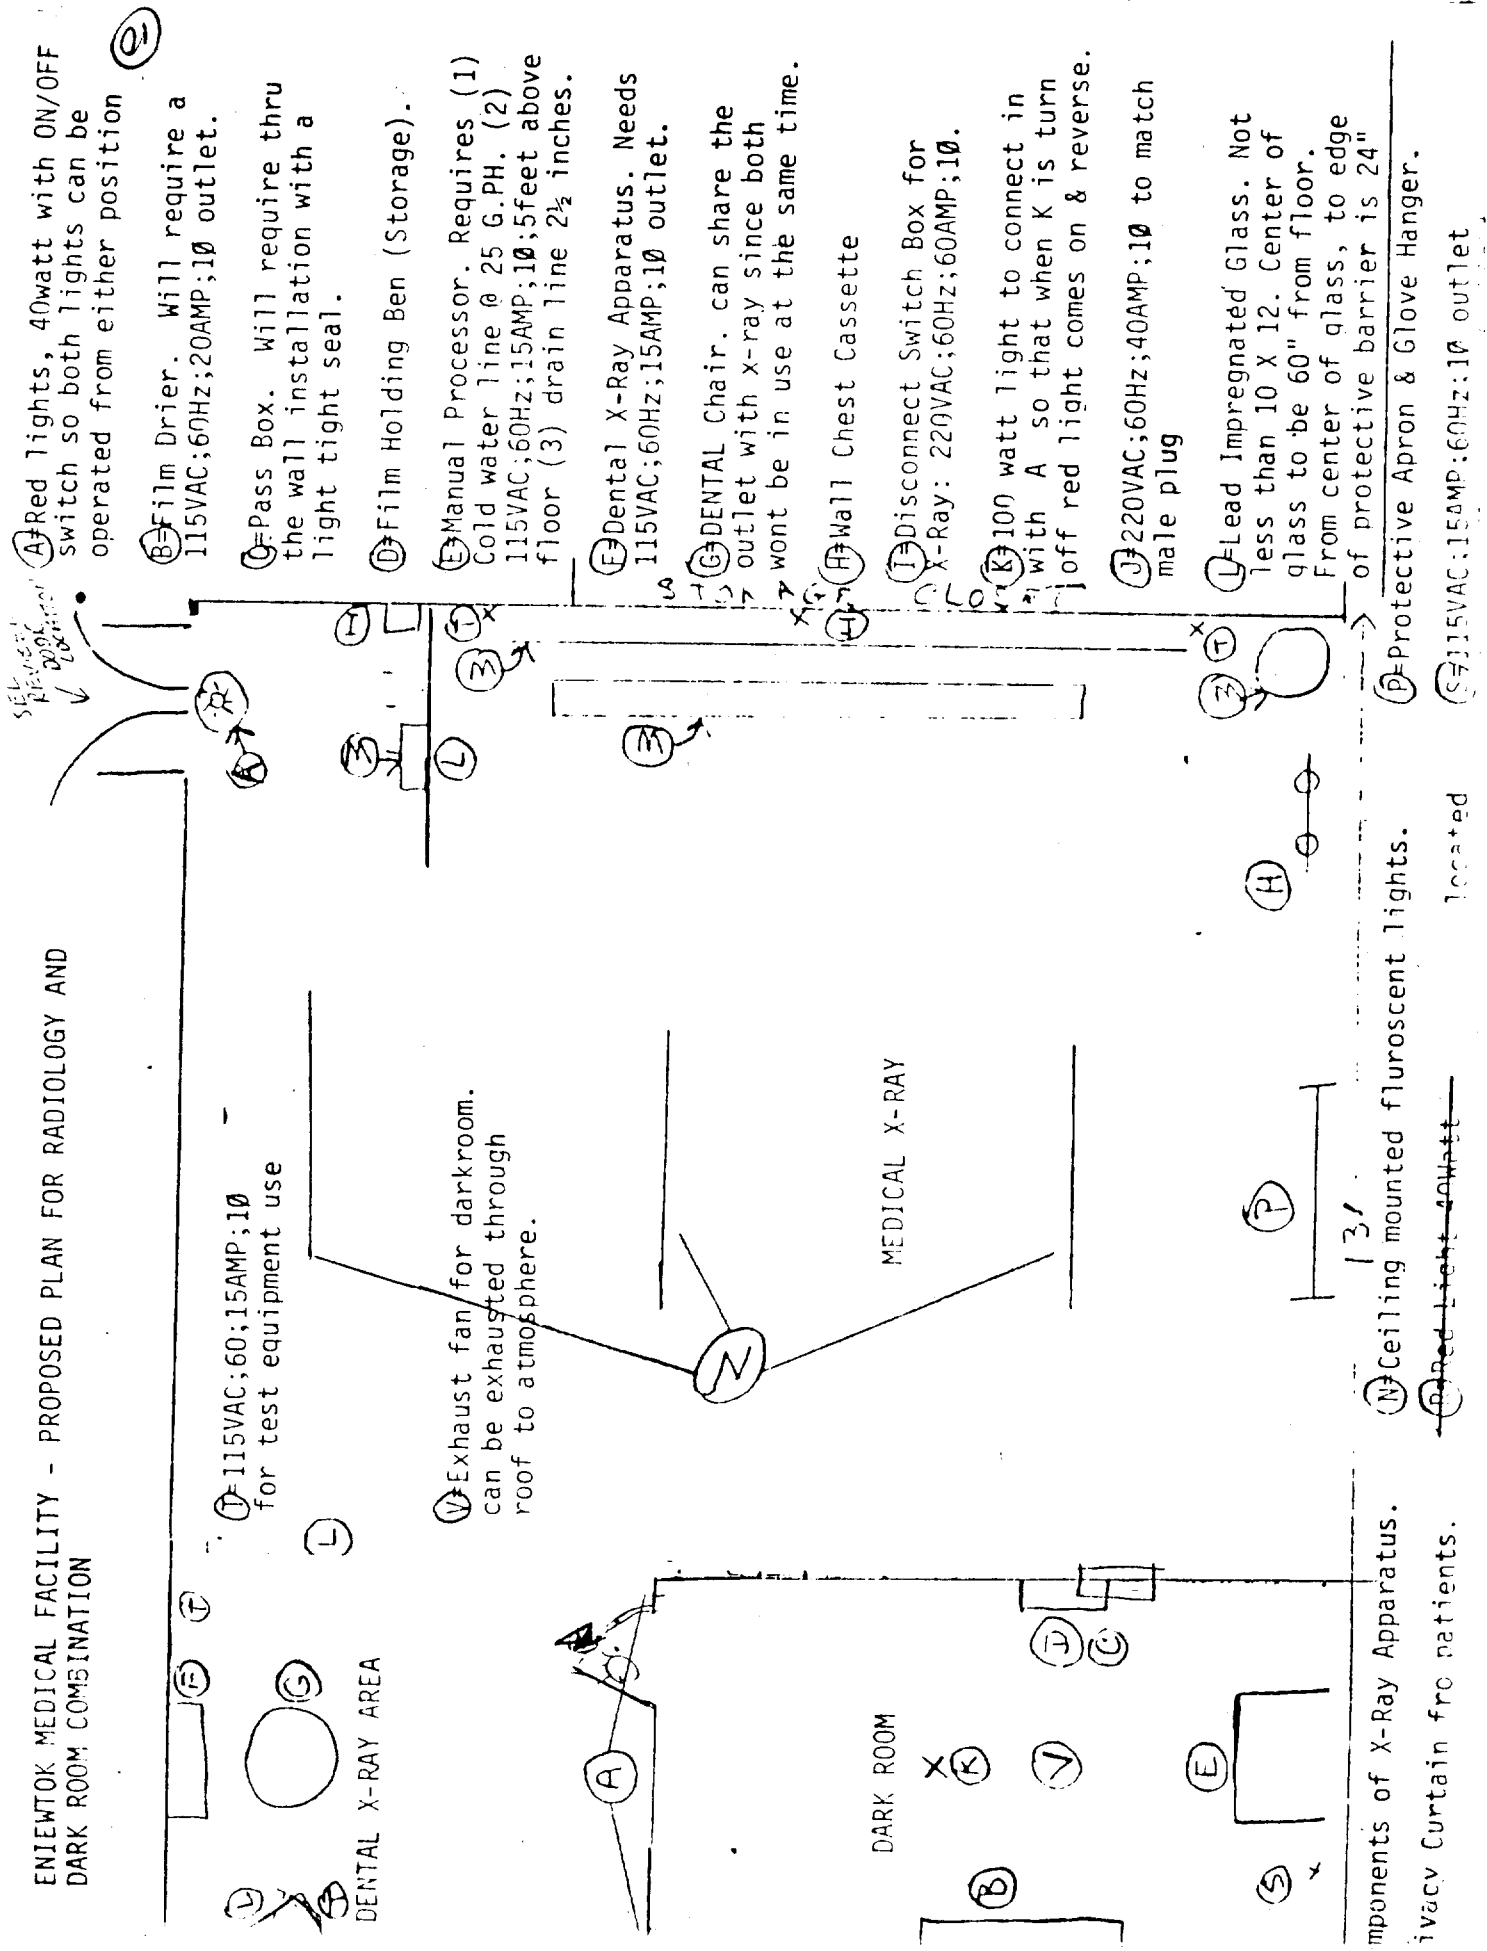 ENIEWTOK MEDICAL FACILITY - PROPOSED PLAN FOR RADIOLOGY AND
DARK ROOM COMBINATION
SEE
DOOR
A=Red lights, 40watt with ON/OFF
switch so both lights can be
operated from either position
B=Film Drier. Will require a
115VAC;60Hz;20AMP;1Ø outlet.
C=Pass Box. Will require thru
the wall installation with a
light tight seal.
D=Film Holding Ben (Storage).
E=Manual Processor. Requires (1)
Cold water line @ 25 G.PH. (2)
115VAC;60Hz;15AMP;1Ø;5feet above
floor (3) drain line 2½ inches.
F=Dental X-Ray Apparatus. Needs
115VAC;60Hz;15AMP;1Ø outlet.
G=DENTAL Chair. can share the
outlet with x-ray since both
wont be in use at the same time.
H=Wall Chest Cassette
I=Disconnect Switch Box for
X-Ray: 220VAC;60Hz;60AMP;1Ø.
K=100 watt light to connect in
with A so that when K is turn
off red light comes on & reverse.
J=220VAC;60Hz;40AMP;1Ø to match
male plug
L=Lead Impregnated Glass. Not
less than 10 X 12. Center of
glass to be 60" from floor.
From center of glass, to edge
of protective barrier is 24"
P=Protective Apron & Glove Hanger.
S=115VAC;15AMP;60Hz;1Ø outlet
located
T=115VAC;60;15AMP;1Ø
for test equipment use
V=Exhaust fan for darkroom.
can be exhausted through
roof to atmosphere.
MEDICAL X-RAY
DENTAL X-RAY AREA
DARK ROOM
F
T
G
L
A
N
D
C
K
X
V
E
B
S
X
P
H
A
L
T
X
T
X
13'
N=Ceiling mounted fluroscent lights.
R=Red Light 40Watt
mponents of X-Ray Apparatus.
ivacy Curtain fro patients.